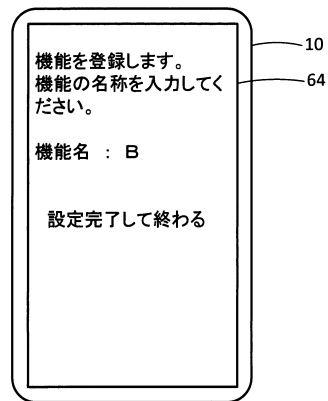 機能を登録します。
機能の名称を入力してく
ださい。
機能名 : B
設定完了して終わる
10
64